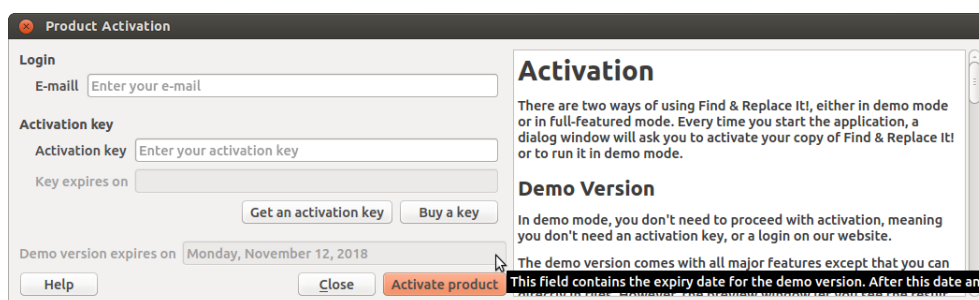 Product Activation
Login
E-maill
Enter your e-mail
Activation key
Activation key
Enter your activation key
Key expires on
Get an activation key
Buy a key
Demo version expires on
Monday, November 12, 2018
Help
Close
Activate product
Activation
There are two ways of using Find & Replace It!, either in demo mode
or in full-featured mode. Every time you start the application, a
dialog window will ask you to activate your copy of Find & Replace It!
or to run it in demo mode.
Demo Version
In demo mode, you don't need to proceed with activation, meaning
you don't need an activation key, or a login on our website.
The demo version comes with all major features except that you can
This field contains the expiry date for the demo version. After this date an